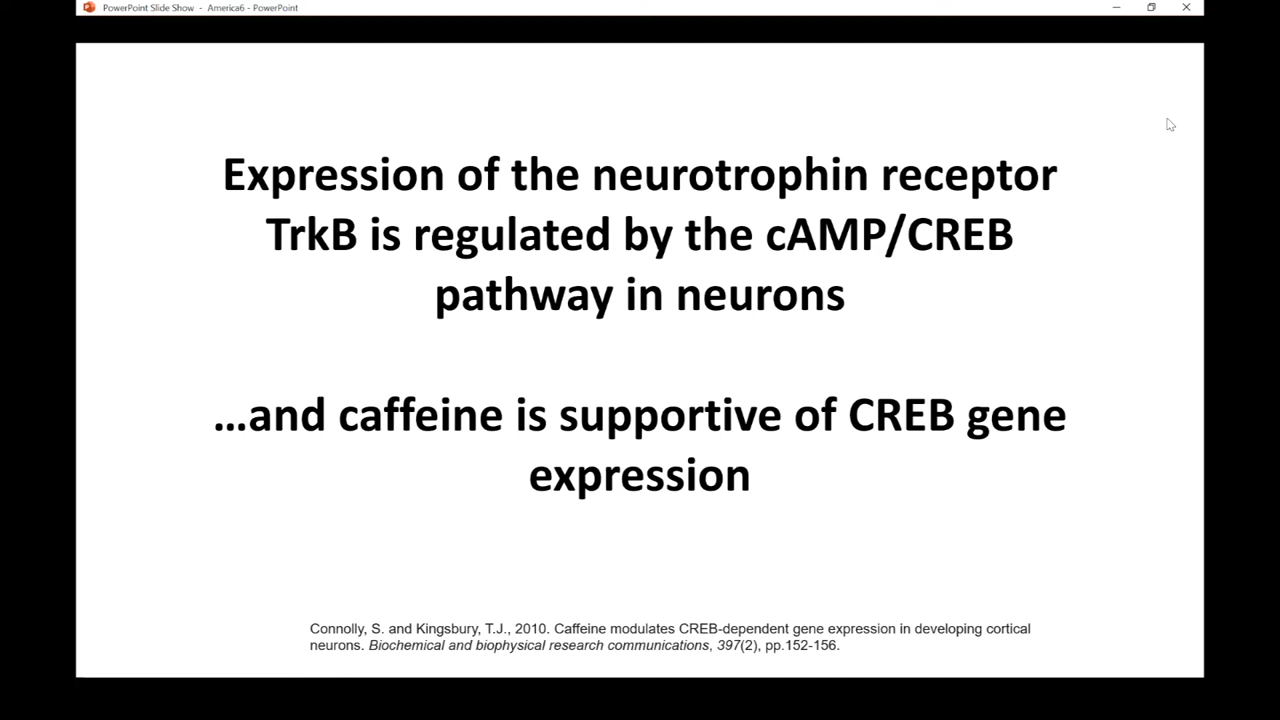 PowerPoint Slide Show - America6 - PowerPoint
Expression of the neurotrophin receptor
TrkB is regulated by the cAMP/CREB
pathway in neurons
...and caffeine is supportive of CREB gene
expression
Connolly, S. and Kingsbury, T.J., 2010. Caffeine modulates CREB-dependent gene expression in developing cortical
neurons. Biochemical and biophysical research communications, 397(2), pp.152-156.